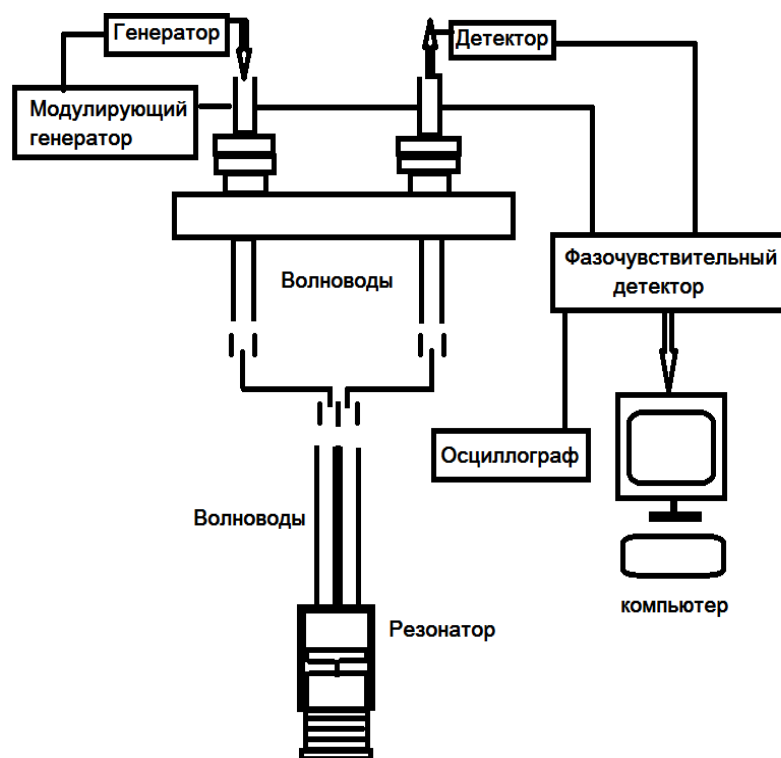 Генератор
Детектор
Модулирующий
генератор
Волноводы
Фазочувствительный
детектор
Осциллограф
Волноводы
компьютер
Резонатор